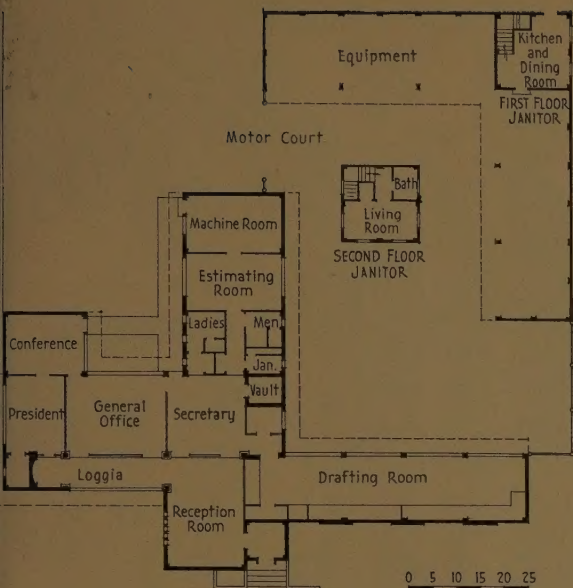 Equipment
Kitchen
and
Dining
Room
FIRST FLOOR
JANITOR
Motor Court
Bath
Living
Room
SECOND FLOOR
JANITOR
Machine Room
Estimating
Room
Ladies
Men
Jan.
Vault
Conference
President
General
Office
Secretary
Loggia
Drafting Room
Reception
Room
0 5 10 15 20 25